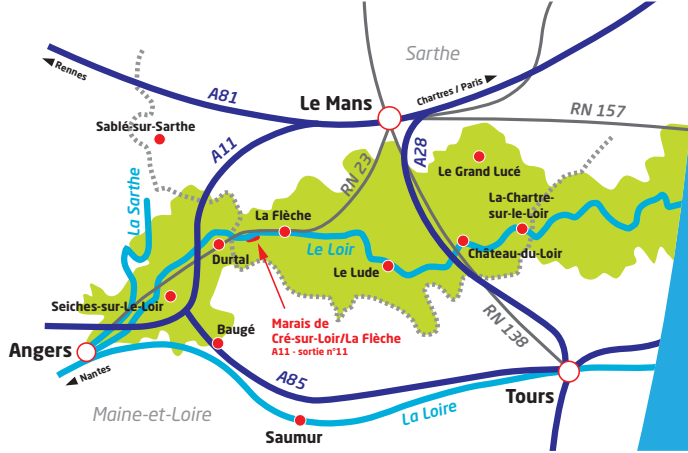 Sarthe
Rennes
A81
Chartres / Paris
Le Mans
RN 157
Sablé-sur-Sarthe
A11
A28
RN 23
Le Grand Lucé
La Sarthe
La-Chartre-
sur-le-Loir
La Flèche
Le Loir
Durtal
Château-du-Loir
Le Lude
Seiches-sur-Le-Loir
Marais de
Cré-sur-Loir/La Flèche
A11 - sortie n°11
RN 138
Baugé
Angers
Nantes
A85
Tours
Maine-et-Loire
La Loire
Saumur